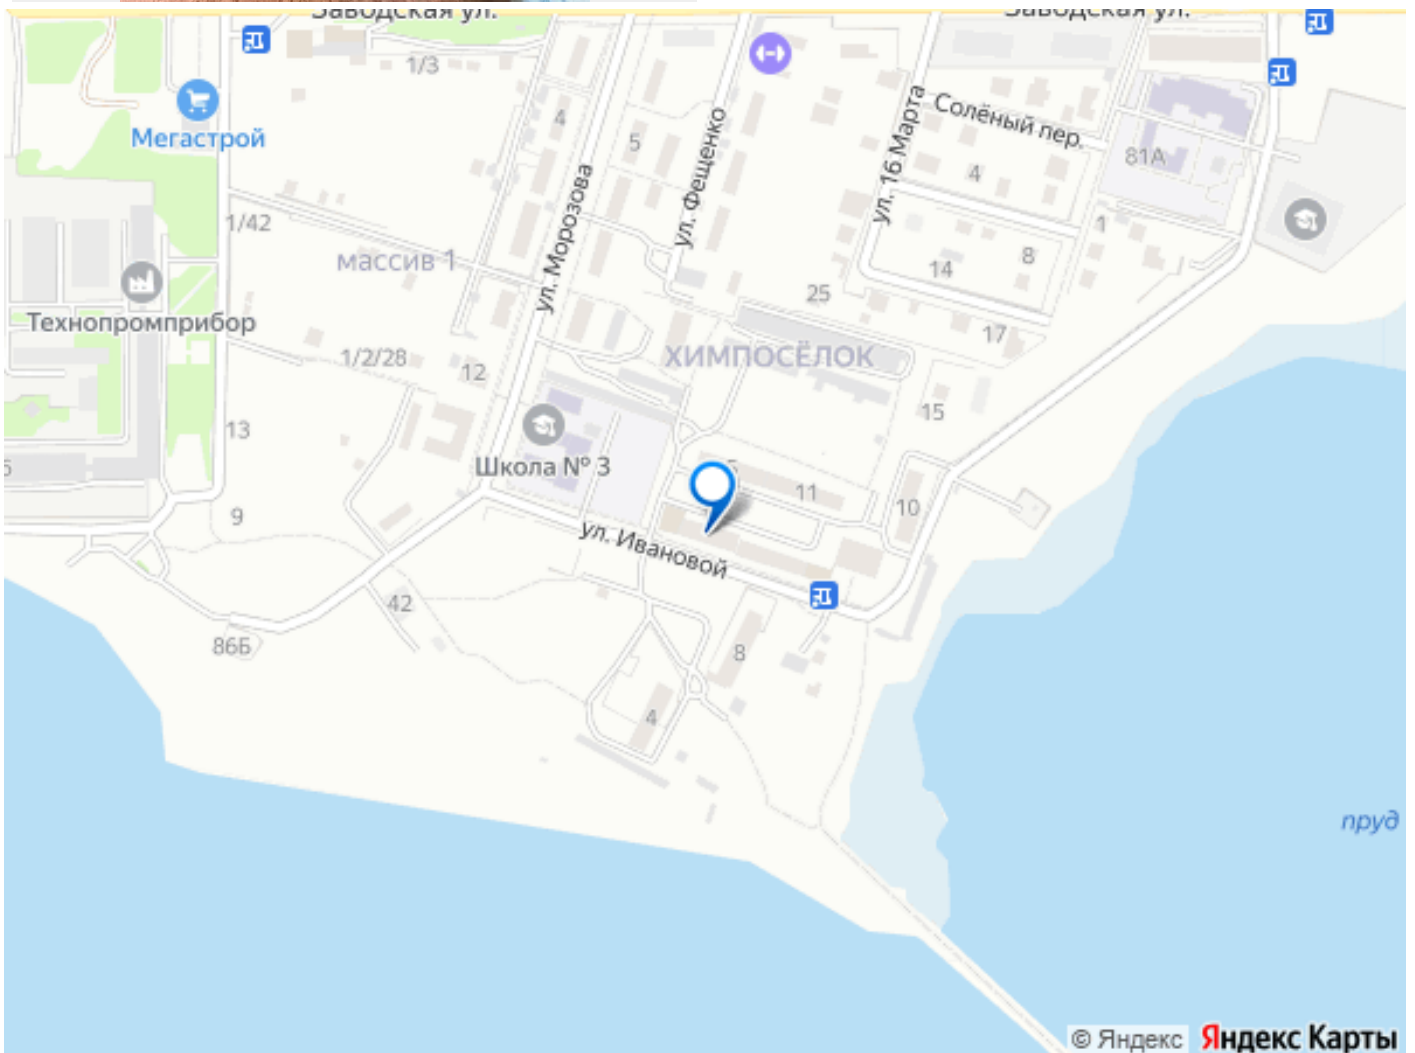 Заводская ул.
Заводская ул.
1/3
Мегастрой
4
5
ул. Фещенко
ул. 16 Марта
Солёный пер.
81А
4
1/42
массив 1
ул. Морозова
1
8
14
25
17
Технопромприбор
1/2/28
12
ХИМПОСЁЛОК
15
13
Школа № 3
11
10
9
ул. Ивановой
42
86Б
8
4
пруд
© Яндекс Яндекс Карты